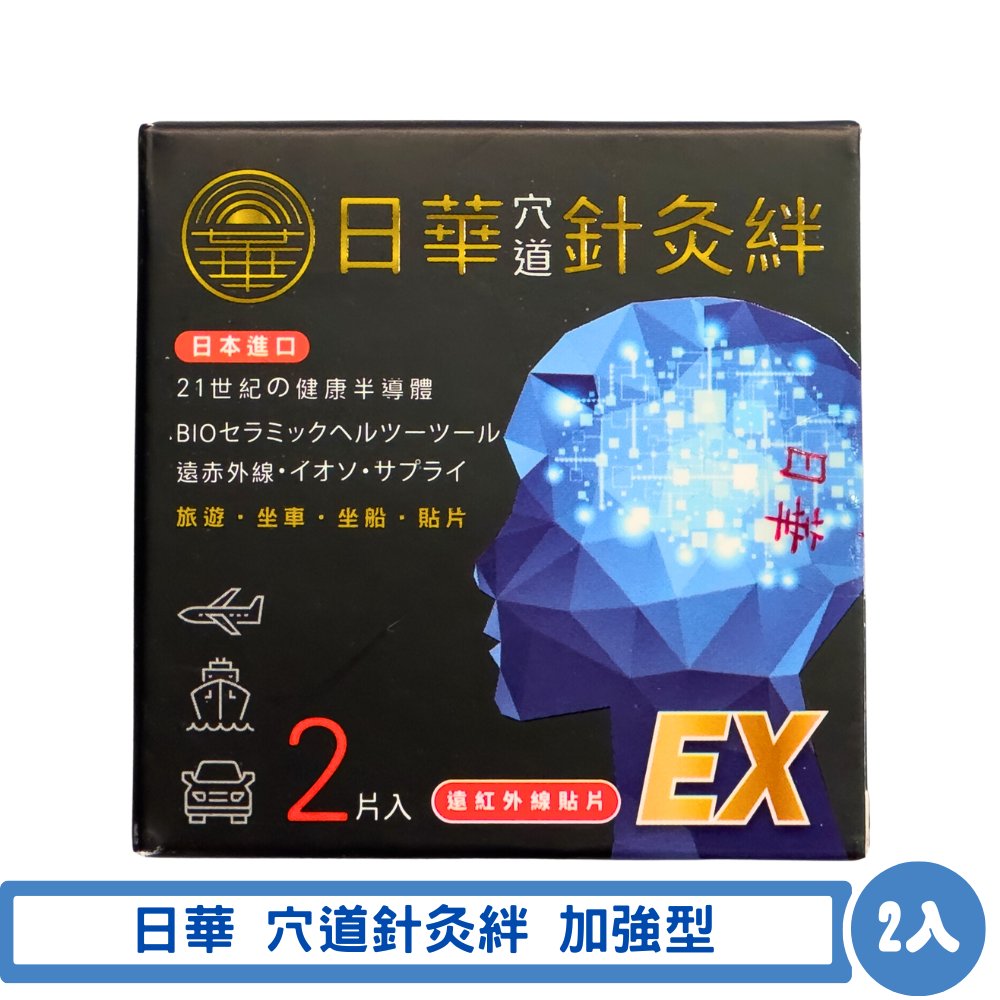 日華穴道針灸絆
日本進口
21世紀の健康半導體
BIOセラミックヘルツーツール
遠赤外線・イオソ・サプライ
旅遊・坐車・坐船・貼片
日華
2片入
遠紅外線貼片
EX
日華 穴道針灸絆 加強型
2入